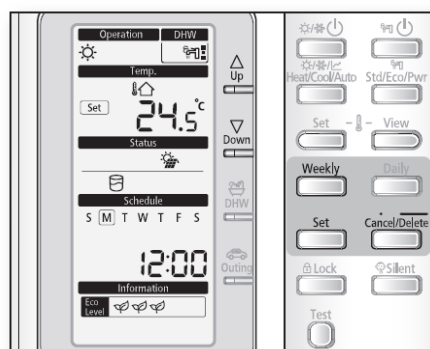 Operation DHW
Temp.
Set 24.5°c
Status
Schedule
S M T W T F S
12:00
Information
Eco Level
Up
Down
DHW
Outing
Heat/Cool/Auto Std/Eco/Pwr
Set View
Weekly Daily
Set Cancel/Delete
Lock Silent
Test